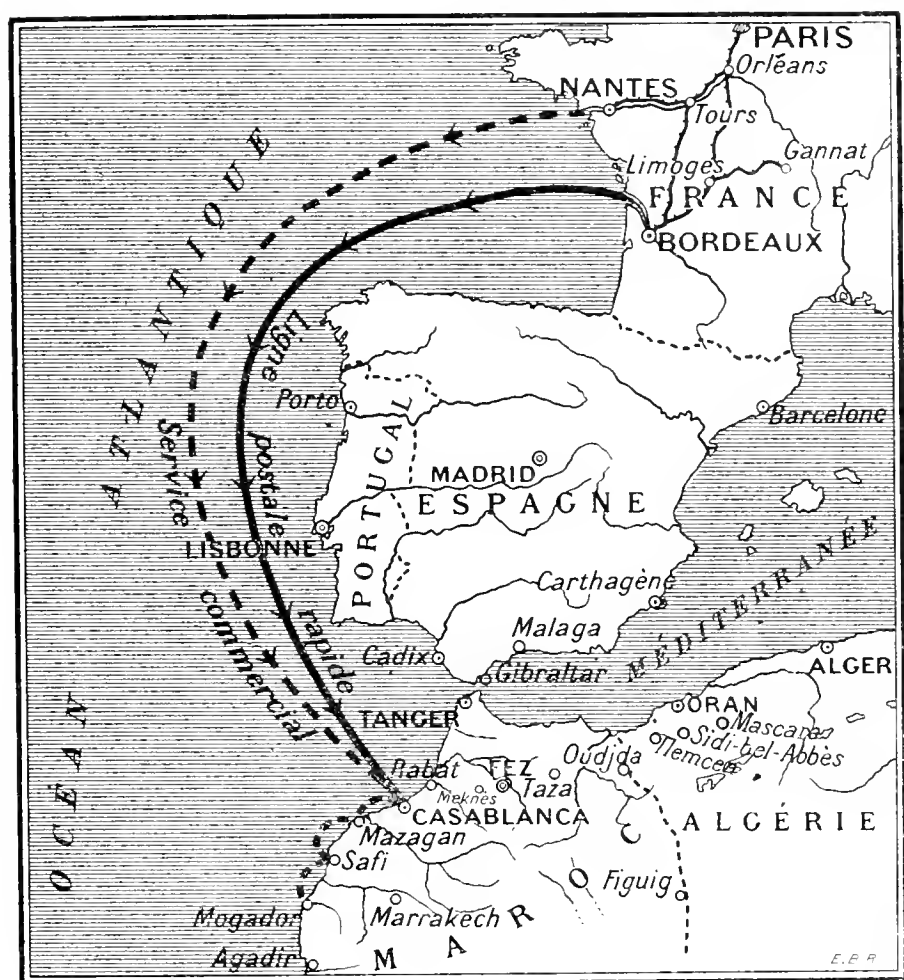 PARIS
Orléans
NANTES
Tours
Limoges
Gannat
FRANCE
BORDEAUX
OCÉAN ATLANTIQUE
Ligne postale rapide
Service commercial
Porto
Barcelone
PORTUGAL
MADRID
ESPAGNE
LISBONNE
MÉDITERRANÉE
Carthagène
Malaga
Cadix
Gibraltar
ALGER
TANGER
ORAN
Mascara
Sidi-bel-Abbès
Tlemcen
Oudjda
Rabat
FEZ
Meknès
Taza
CASABLANCA
ALGÉRIE
Mazagan
Safi
Figuig
Mogador
Marrakech
MAROC
Agadir
E.B R